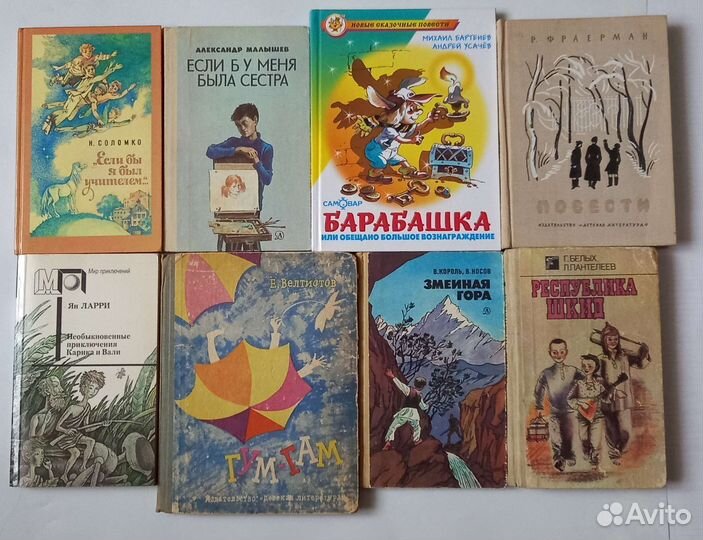 Н. СОЛОМКО
„Если бы
я был
учителем..."
АЛЕКСАНДР МАЛЫШЕВ
ЕСЛИ Б У МЕНЯ
БЫЛА СЕСТРА
НОВЫЕ СКАЗОЧНЫЕ ПОВЕСТИ
МИХАИЛ БАРТЕНЕВ
АНДРЕЙ УСАЧЁВ
САМОВАР
БАРАБАШКА
ИЛИ ОБЕЩАНО БОЛЬШОЕ ВОЗНАГРАЖДЕНИЕ
Р. ФРАЕРМАН
ПОВЕСТИ
ИЗДАТЕЛЬСТВО «ДЕТСКАЯ ЛИТЕРАТУРА»
МП
Мир приключений
Ян ЛАРРИ
Необыкновенные
приключения
Карика и Вали
Е. Велтистов
ГУМ-ГАМ
Издательство «Детская литература»
В. КОРОЛЬ, В. НОСОВ
ЗМЕИНАЯ
ГОРА
Г. БЕЛЫХ
Л. ПАНТЕЛЕЕВ
РЕСПУБЛИКА
ШКИД
Avito